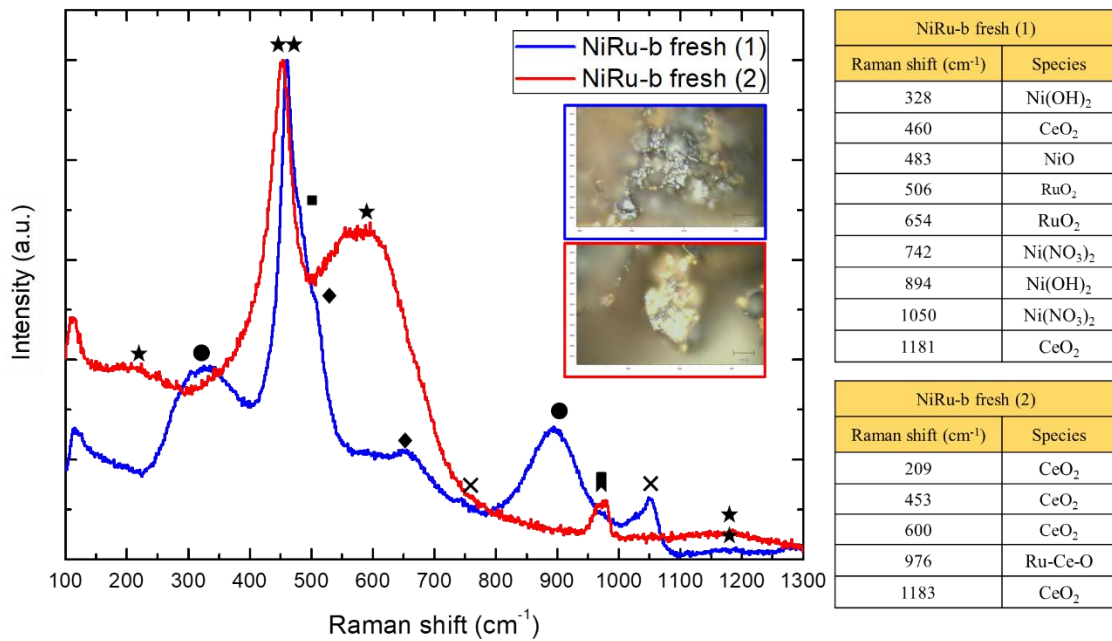 NiRu-b fresh (1)
NiRu-b fresh (2)
Intensity (a.u.)
100 200 300 400 500 600 700 800 900 1000 1100 1200 1300
Raman shift (cm⁻¹)
NiRu-b fresh (1)
Raman shift (cm⁻¹) Species
328 Ni(OH)₂
460 CeO₂
483 NiO
506 RuO₂
654 RuO₂
742 Ni(NO₃)₂
894 Ni(OH)₂
1050 Ni(NO₃)₂
1181 CeO₂
NiRu-b fresh (2)
Raman shift (cm⁻¹) Species
209 CeO₂
453 CeO₂
600 CeO₂
976 Ru-Ce-O
1183 CeO₂